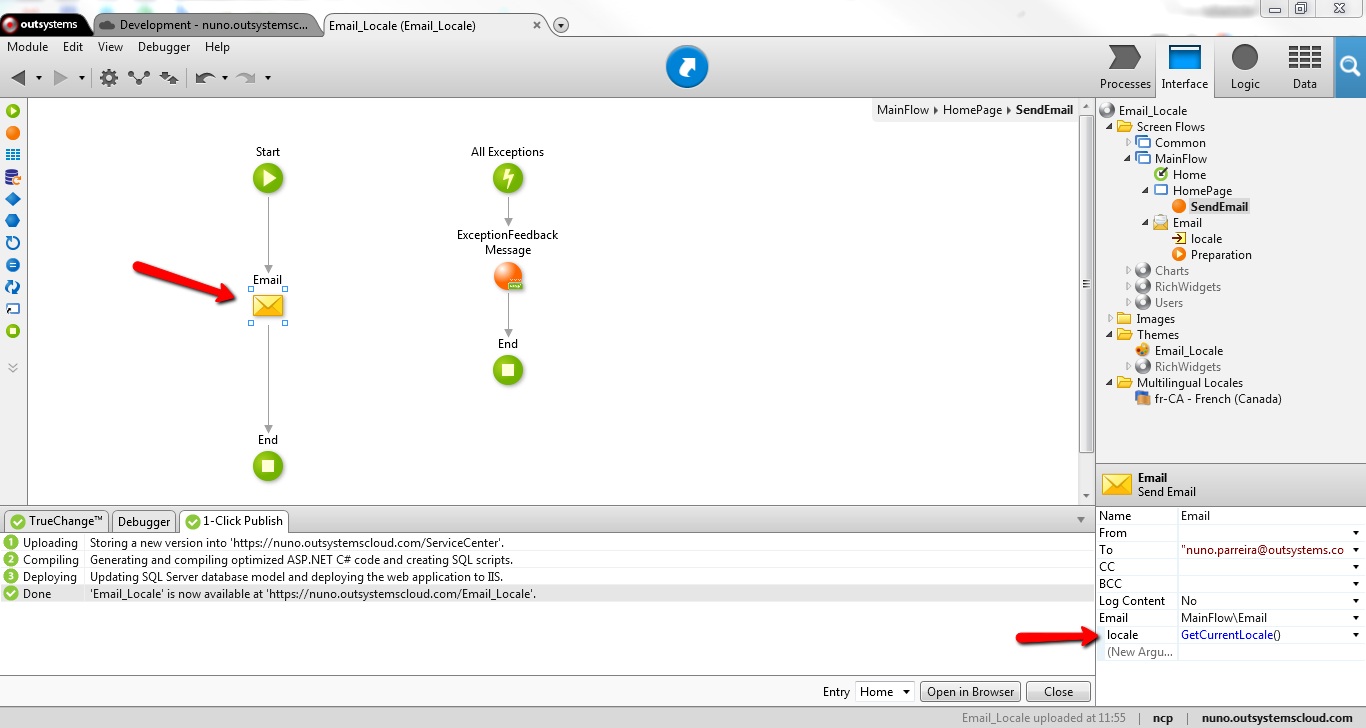 outsystems
Development - nuno.outsystemsc...
Email_Locale (Email_Locale)
Module Edit View Debugger Help
Processes Interface Logic Data
MainFlow HomePage SendEmail
Start
Email
End
All Exceptions
ExceptionFeedback
Message
End
Email_Locale
Screen Flows
Common
MainFlow
Home
HomePage
SendEmail
Email
locale
Preparation
Charts
RichWidgets
Users
Images
Themes
Email_Locale
RichWidgets
Multilingual Locales
fr-CA - French (Canada)
Email
Send Email
Name Email
From
To "nuno.parreira@outsystems.co
CC
BCC
Log Content No
Email MainFlow\Email
locale GetCurrentLocale()
(New Argu...
TrueChange™ Debugger 1-Click Publish
1 Uploading Storing a new version into 'https://nuno.outsystemscloud.com/ServiceCenter'.
2 Compiling Generating and compiling optimized ASP.NET C# code and creating SQL scripts.
3 Deploying Updating SQL Server database model and deploying the web application to IIS.
Done 'Email_Locale' is now available at 'https://nuno.outsystemscloud.com/Email_Locale'.
Entry Home Open in Browser Close
Email_Locale uploaded at 11:55 | ncp | nuno.outsystemscloud.com